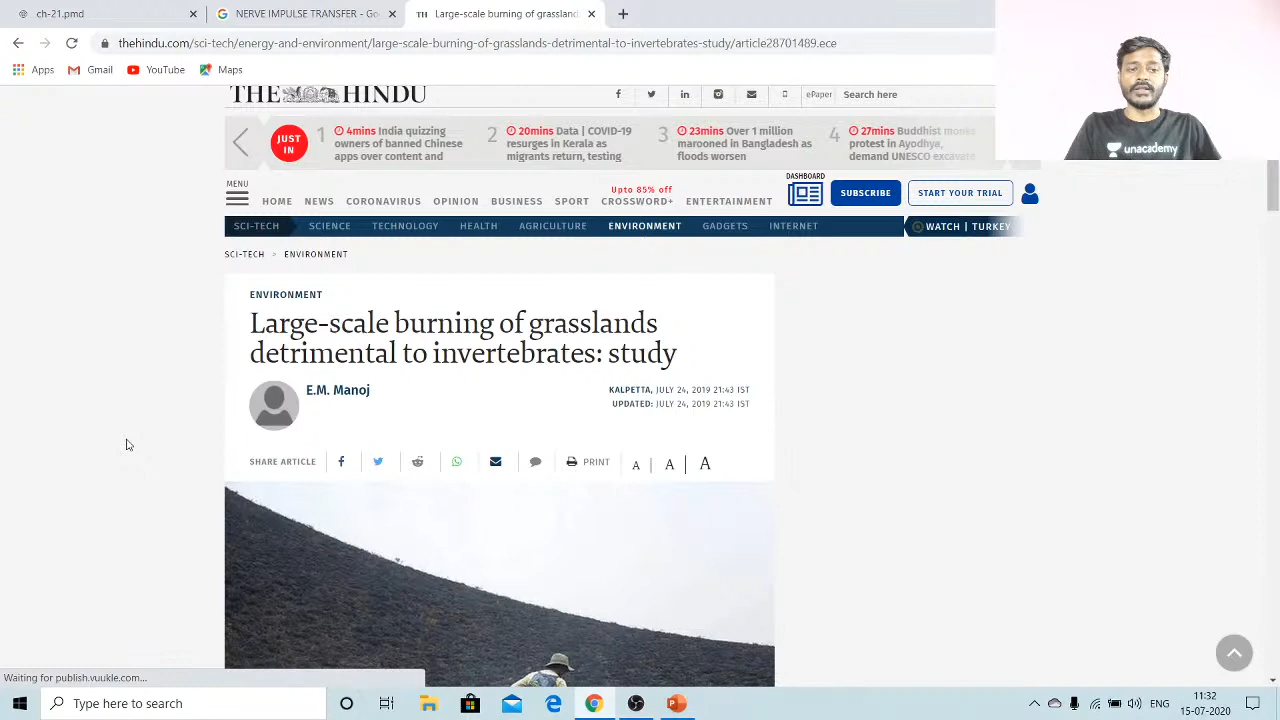 ch-21.pmd
NERVE IMPULSE TRANSFER - Go
TH Large-scale burning of grasslands
thehindu.com/sci-tech/energy-and-environment/large-scale-burning-of-grasslands-detrimental-to-invertebrates-study/article28701489.ece
Apps Gmail YouTube Maps
THE HINDU
ePaper Search here
JUST IN
1 4mins India quizzing
owners of banned Chinese
apps over content and
2 20mins Data | COVID-19
resurges in Kerala as
migrants return, testing
3 23mins Over 1 million
marooned in Bangladesh as
floods worsen
4 27mins Buddhist monks
protest in Ayodhya,
demand UNESCO excavate
MENU
Upto 85% off
DASHBOARD
HOME NEWS CORONAVIRUS OPINION BUSINESS SPORT CROSSWORD+ ENTERTAINMENT
SUBSCRIBE START YOUR TRIAL
SCI-TECH SCIENCE TECHNOLOGY HEALTH AGRICULTURE ENVIRONMENT GADGETS INTERNET WATCH | TURKEY
SCI-TECH > ENVIRONMENT
ENVIRONMENT
Large-scale burning of grasslands
detrimental to invertebrates: study
E.M. Manoj
KALPETTA, JULY 24, 2019 21:43 IST
UPDATED: JULY 24, 2019 21:43 IST
SHARE ARTICLE PRINT A A A
unacademy
Waiting for publish.vuukle.com...
Type here to search
ENG
11:32
15-07-2020